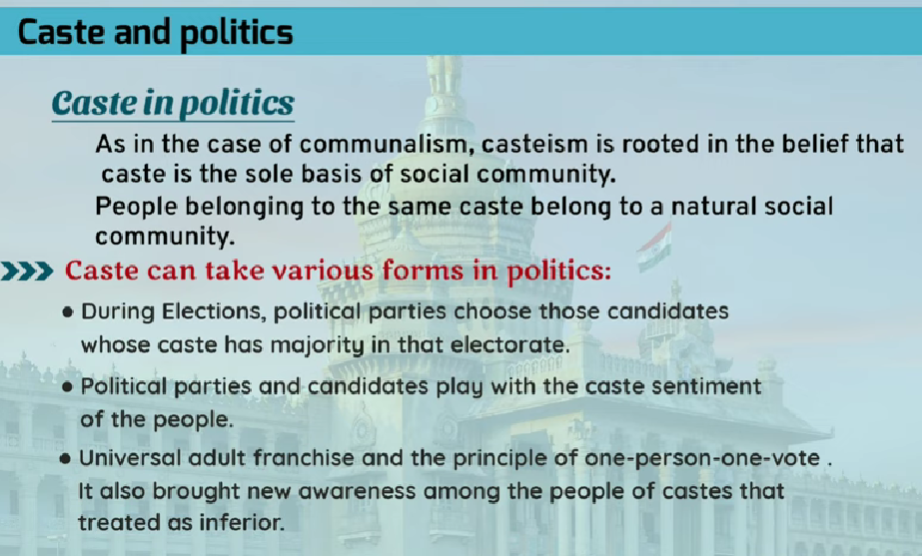 Caste and politics
Caste in politics
As in the case of communalism, casteism is rooted in the belief that
caste is the sole basis of social community.
People belonging to the same caste belong to a natural social
community.
>>> Caste can take various forms in politics:
• During Elections, political parties choose those candidates
whose caste has majority in that electorate.
• Political parties and candidates play with the caste sentiment
of the people.
• Universal adult franchise and the principle of one-person-one-vote .
It also brought new awareness among the people of castes that
treated as inferior.